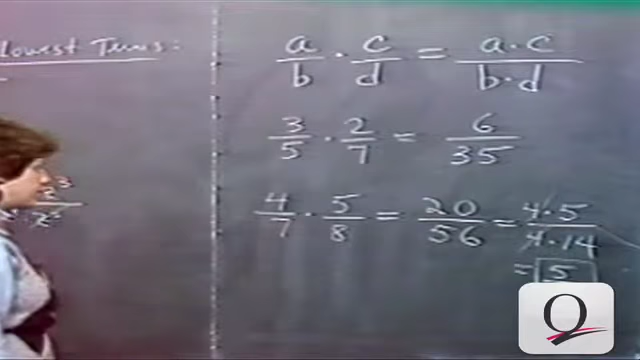 Lowest Terms:
a/b · c/d = a·c/b·d
3/5 · 2/7 = 6/35
4/7 · 5/8 = 20/56 = 4·5/4·14
= 5
Q